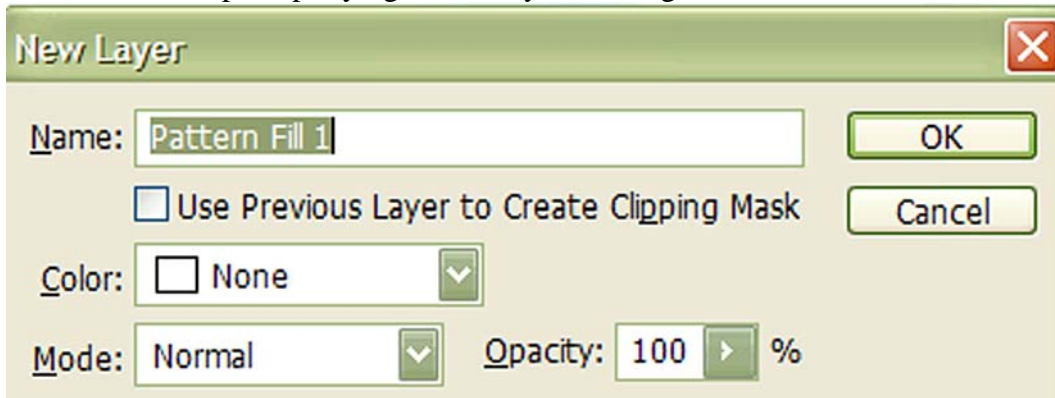 New Layer
Name: Pattern Fill 1 OK
Use Previous Layer to Create Clipping Mask Cancel
Color: None
Mode: Normal Opacity: 100 %